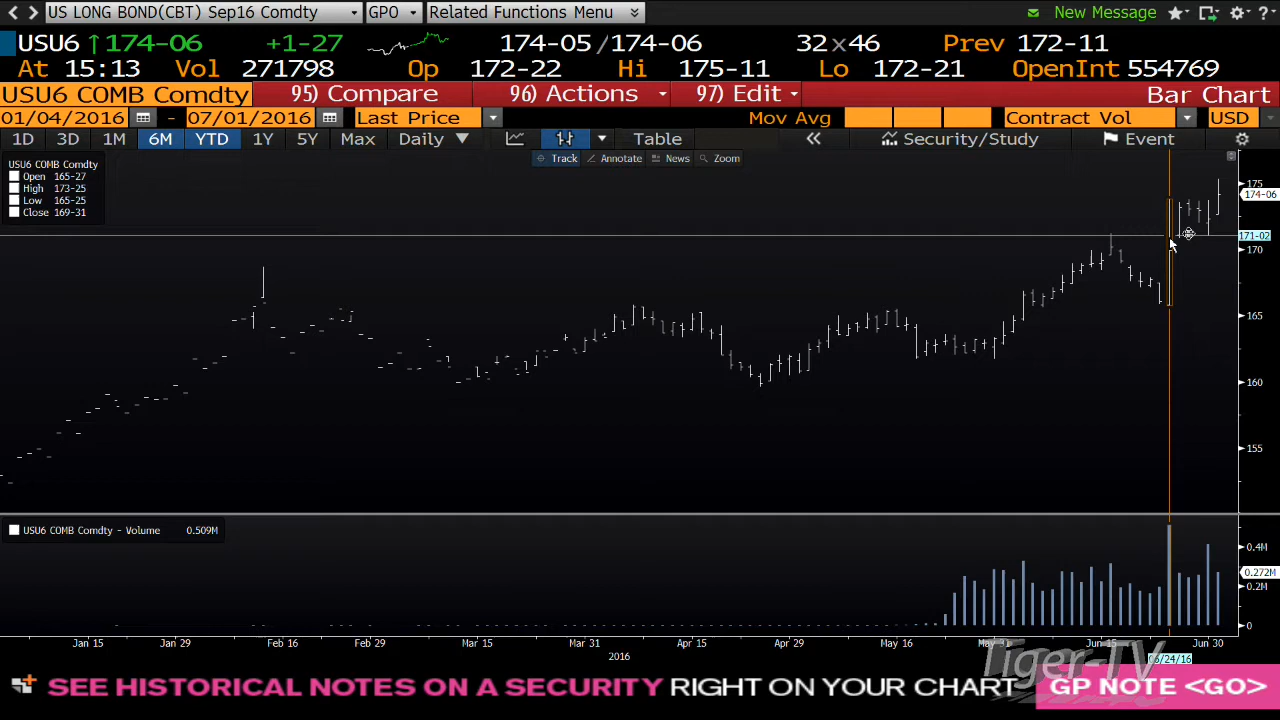 US LONG BOND(CBT) Sep16 Comdty GPO Related Functions Menu New Message
USU6 ↑174-06 +1-27 174-05/174-06 32x46 Prev 172-11
At 15:13 Vol 271798 Op 172-22 Hi 175-11 Lo 172-21 OpenInt 554769
USU6 COMB Comdty 95) Compare 96) Actions 97) Edit Bar Chart
01/04/2016 - 07/01/2016 Last Price Mov Avg Contract Vol USD
1D 3D 1M 6M YTD 1Y 5Y Max Daily ▼ Table « Security/Study Event
Track Annotate News Zoom
USU6 COMB Comdty
Open 165-27
High 173-25
Low 165-25
Close 169-31
175
174-06
171-02
170
165
160
155
USU6 COMB Comdty - Volume 0.509M
0.4M
0.272M
0.2M
0
Jan 15 Jan 29 Feb 16 Feb 29 Mar 15 Mar 31 Apr 15 Apr 29 May 16 May 31 Jun 15 Jun 30
2016
06/24/16
Tiger-TV
SEE HISTORICAL NOTES ON A SECURITY RIGHT ON YOUR CHART GP NOTE <GO>